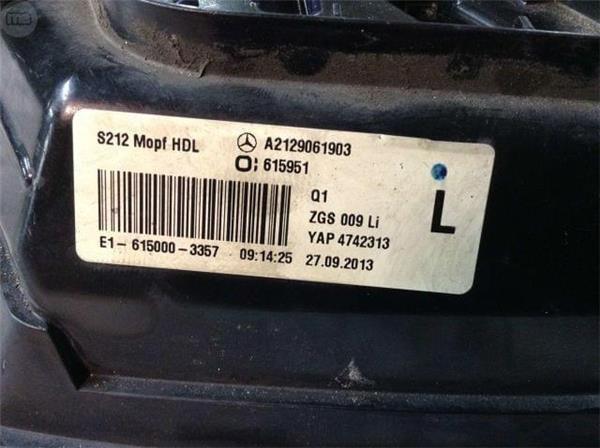 S212 Mopf HDL A2129061903
615951
Q1
ZGS 009 Li
YAP 4742313
L
E1-615000-3357 09:14:25 27.09.2013